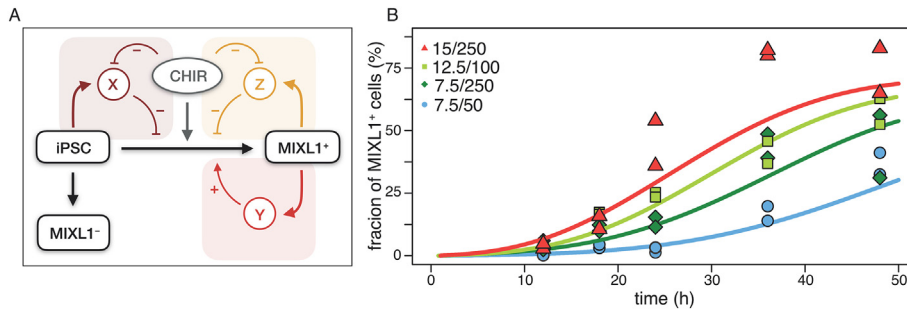 A
CHIR
X
Z
Y
−
−
−
−
+
iPSC
MIXL1⁺
MIXL1⁻
B
fracion of MIXL1⁺ cells (%)
75
50
25
0
15/250
12.5/100
7.5/250
7.5/50
0 10 20 30 40 50
time (h)